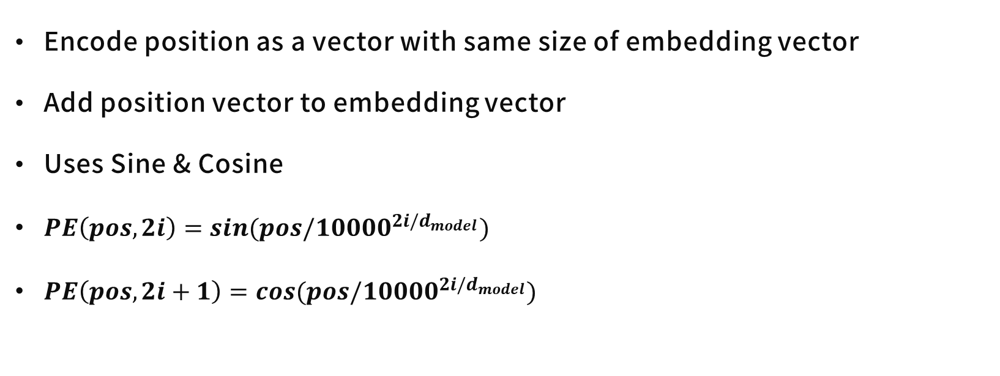 • Encode position as a vector with same size of embedding vector
• Add position vector to embedding vector
• Uses Sine & Cosine
• PE(pos, 2i) = sin(pos/10000^{2i/d_{model}})
• PE(pos, 2i + 1) = cos(pos/10000^{2i/d_{model}})